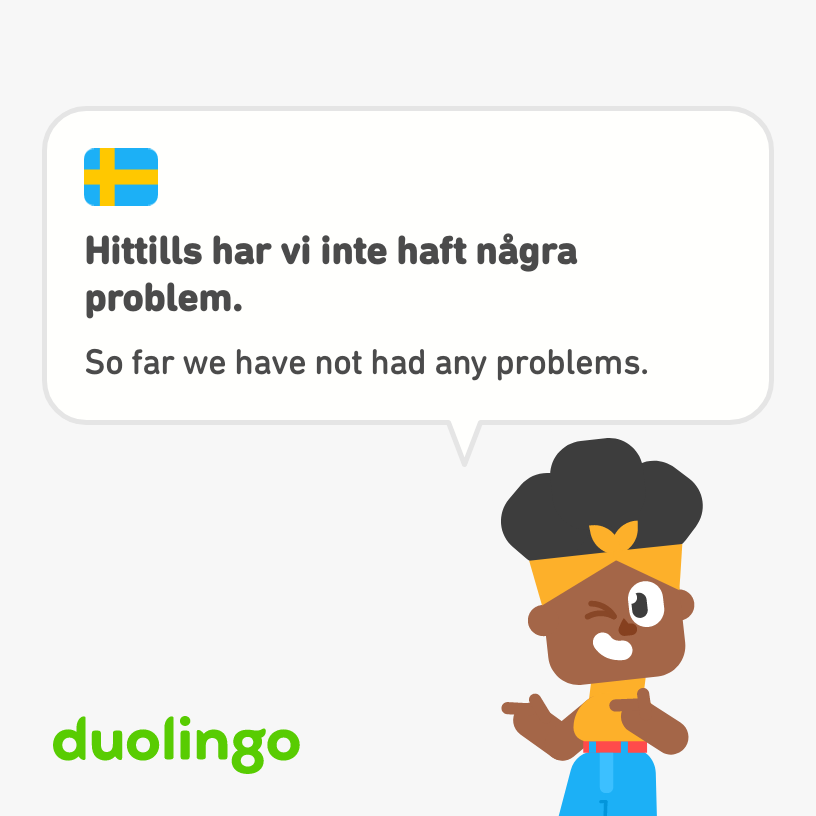 Hittills har vi inte haft några
problem.
So far we have not had any problems.
duolingo